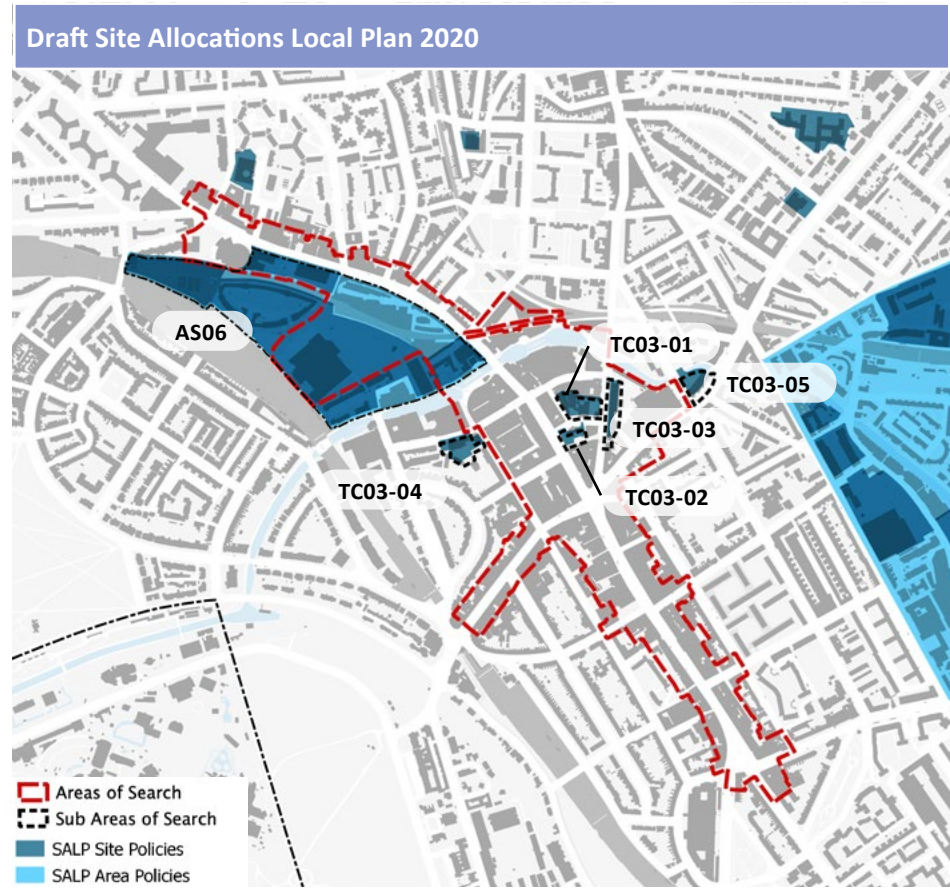 Draft Site Allocations Local Plan 2020
AS06
TC03-01
TC03-05
TC03-03
TC03-04
TC03-02
Areas of Search
Sub Areas of Search
SALP Site Policies
SALP Area Policies